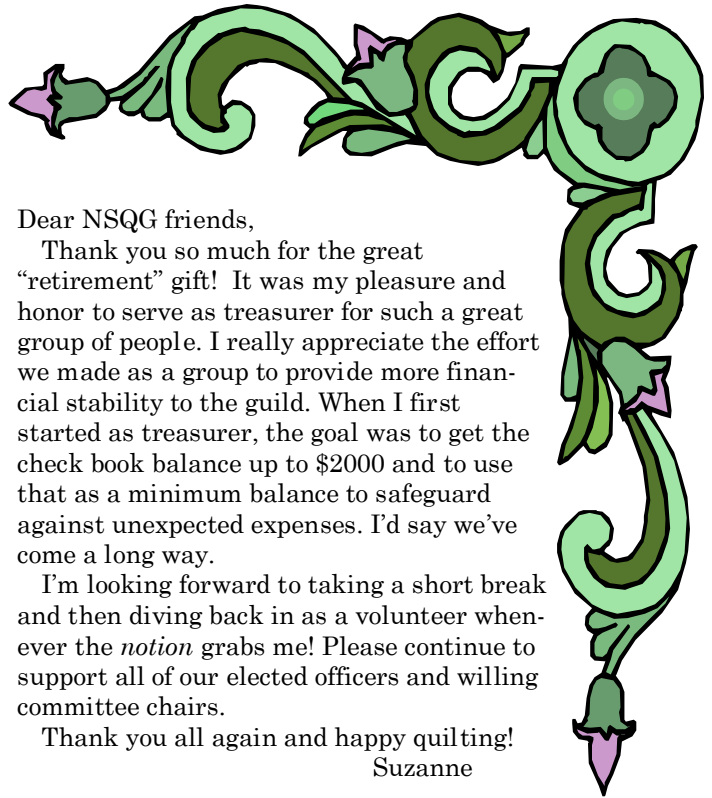 Dear NSQG friends,
Thank you so much for the great
“retirement” gift!  It was my pleasure and
honor to serve as treasurer for such a great
group of people. I really appreciate the effort
we made as a group to provide more finan-
cial stability to the guild. When I first
started as treasurer, the goal was to get the
check book balance up to $2000 and to use
that as a minimum balance to safeguard
against unexpected expenses. I’d say we’ve
come a long way.
I’m looking forward to taking a short break
and then diving back in as a volunteer when-
ever the notion grabs me! Please continue to
support all of our elected officers and willing
committee chairs.
Thank you all again and happy quilting!
Suzanne